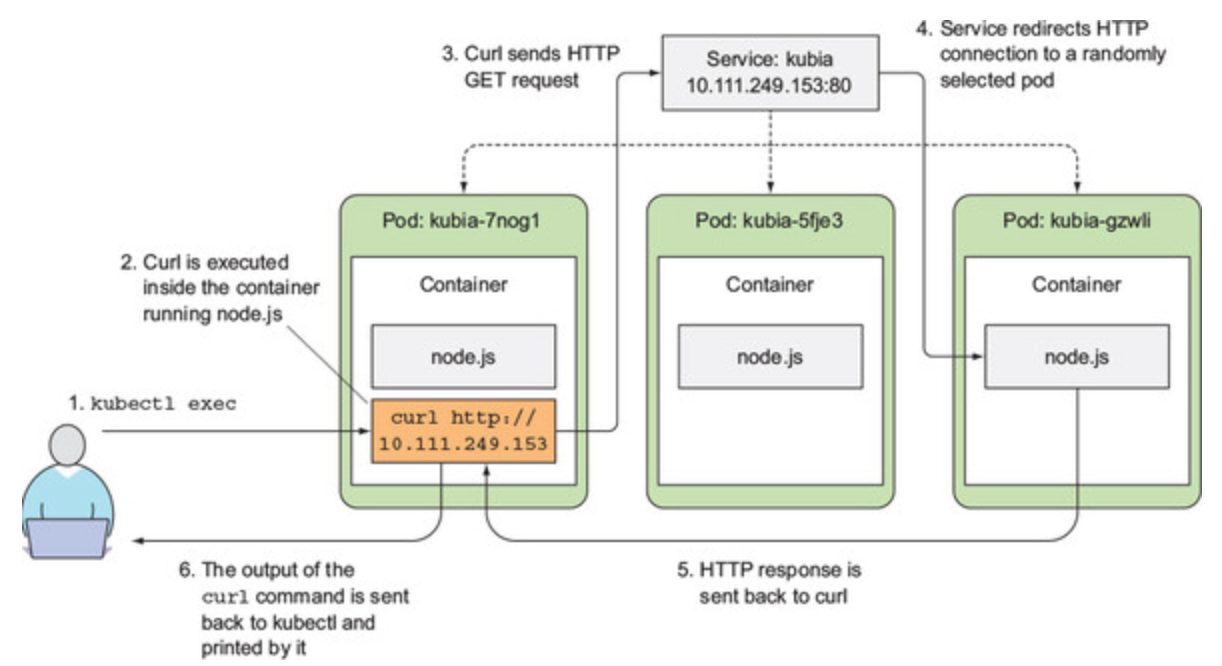 3. Curl sends HTTP
GET request
Service: kubia
10.111.249.153:80
4. Service redirects HTTP
connection to a randomly
selected pod
Pod: kubia-7nog1
Pod: kubia-5fje3
Pod: kubia-gzwli
2. Curl is executed
inside the container
running node.js
Container
Container
Container
node.js
node.js
node.js
1. kubectl exec
curl http://
10.111.249.153
6. The output of the
curl command is sent
back to kubectl and
printed by it
5. HTTP response is
sent back to curl